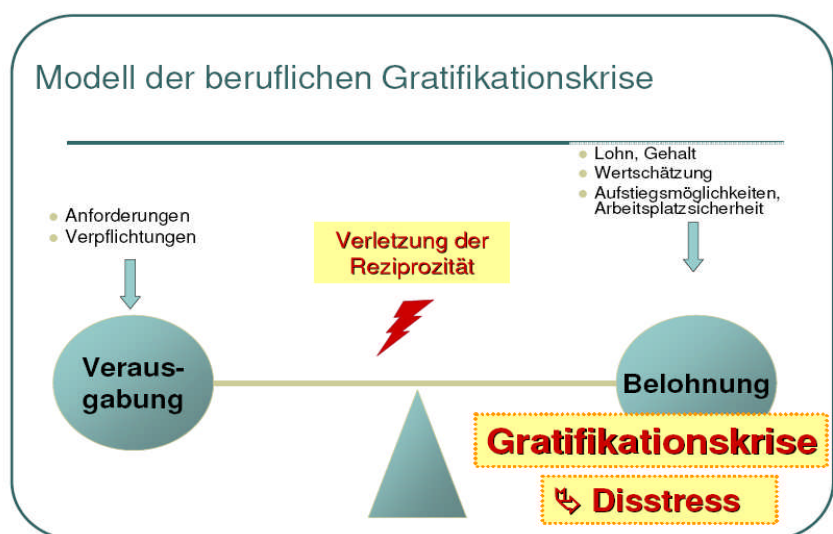 Modell der beruflichen Gratifikationskrise
Lohn, Gehalt
Wertschätzung
Aufstiegsmöglichkeiten,
Arbeitsplatzsicherheit
Anforderungen
Verpflichtungen
Verletzung der
Reziprozität
Veraus-
gabung
Belohnung
Gratifikationskrise
Disstress